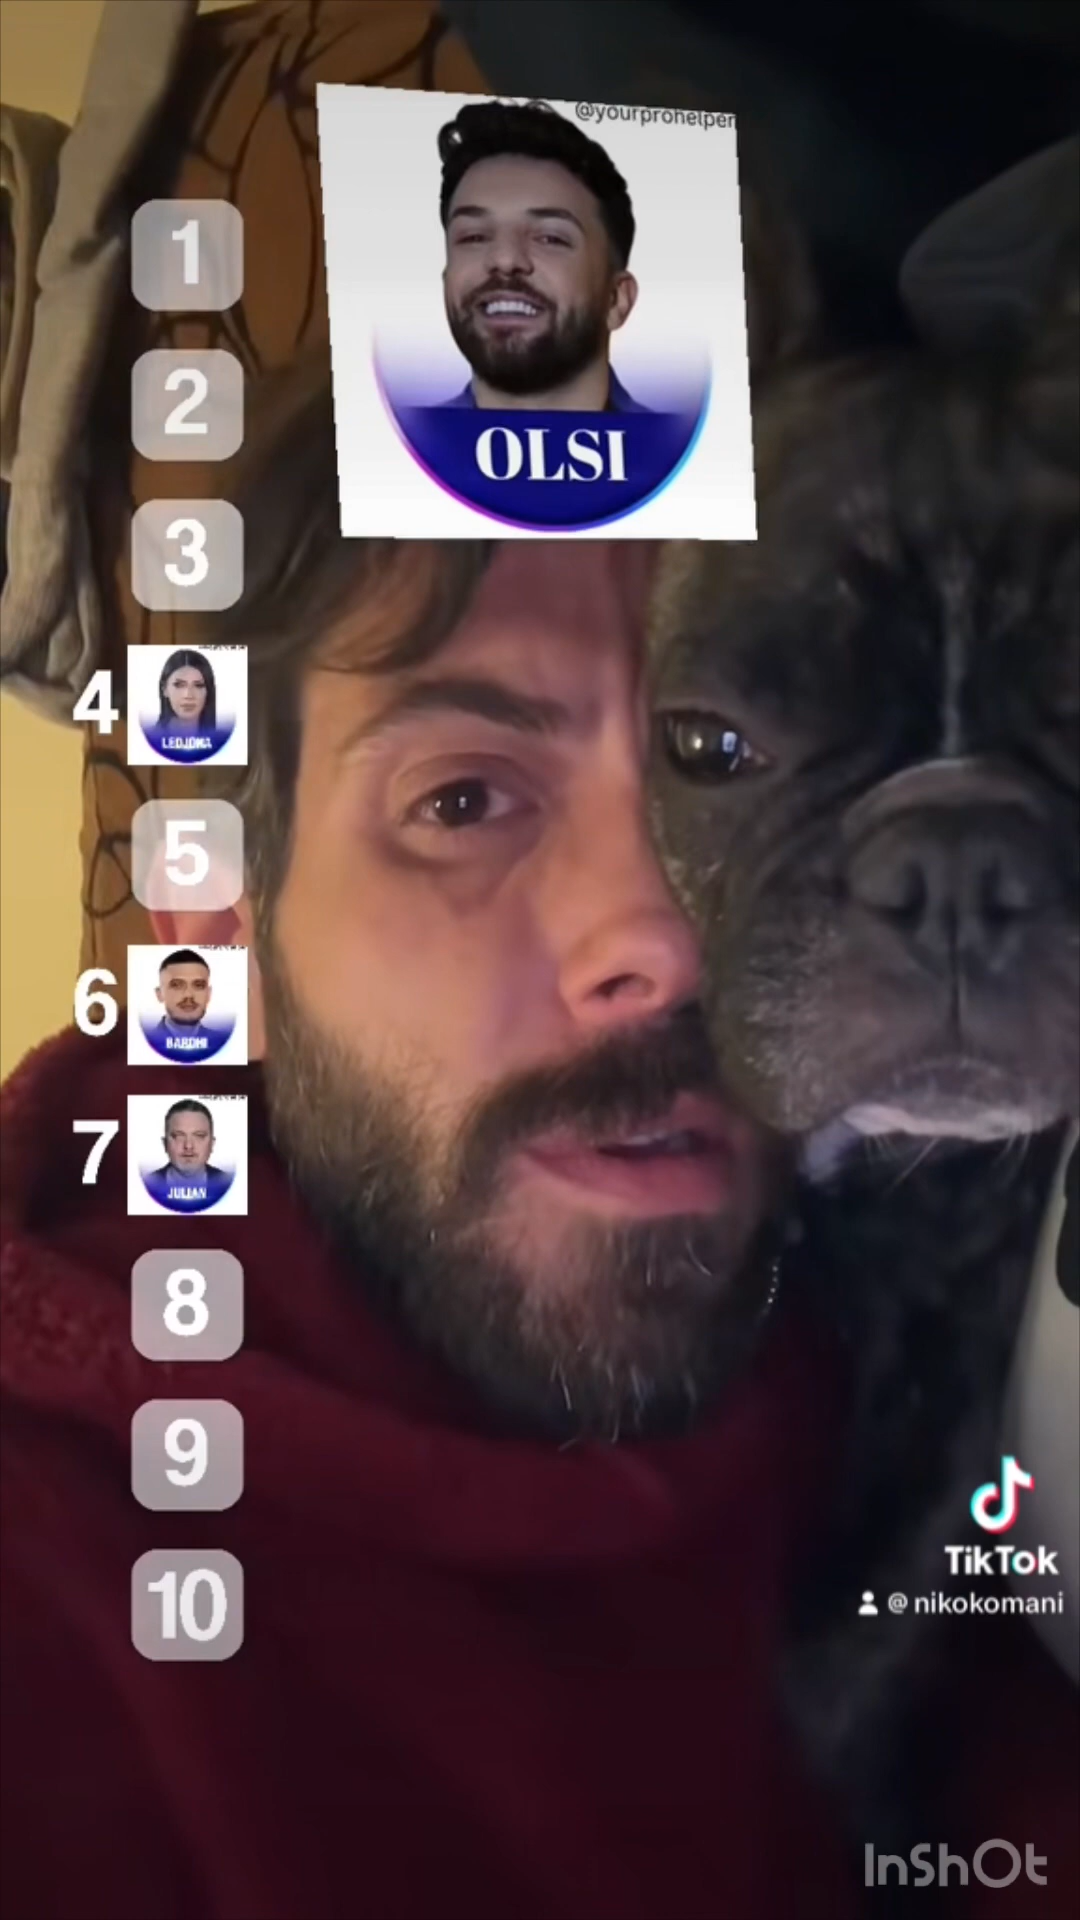 @yourprohelper
OLSI
1
2
3
4
LEDJONA
5
6
BARDHI
7
JULIAN
8
9
10
TikTok
@nikokomani
InShOt